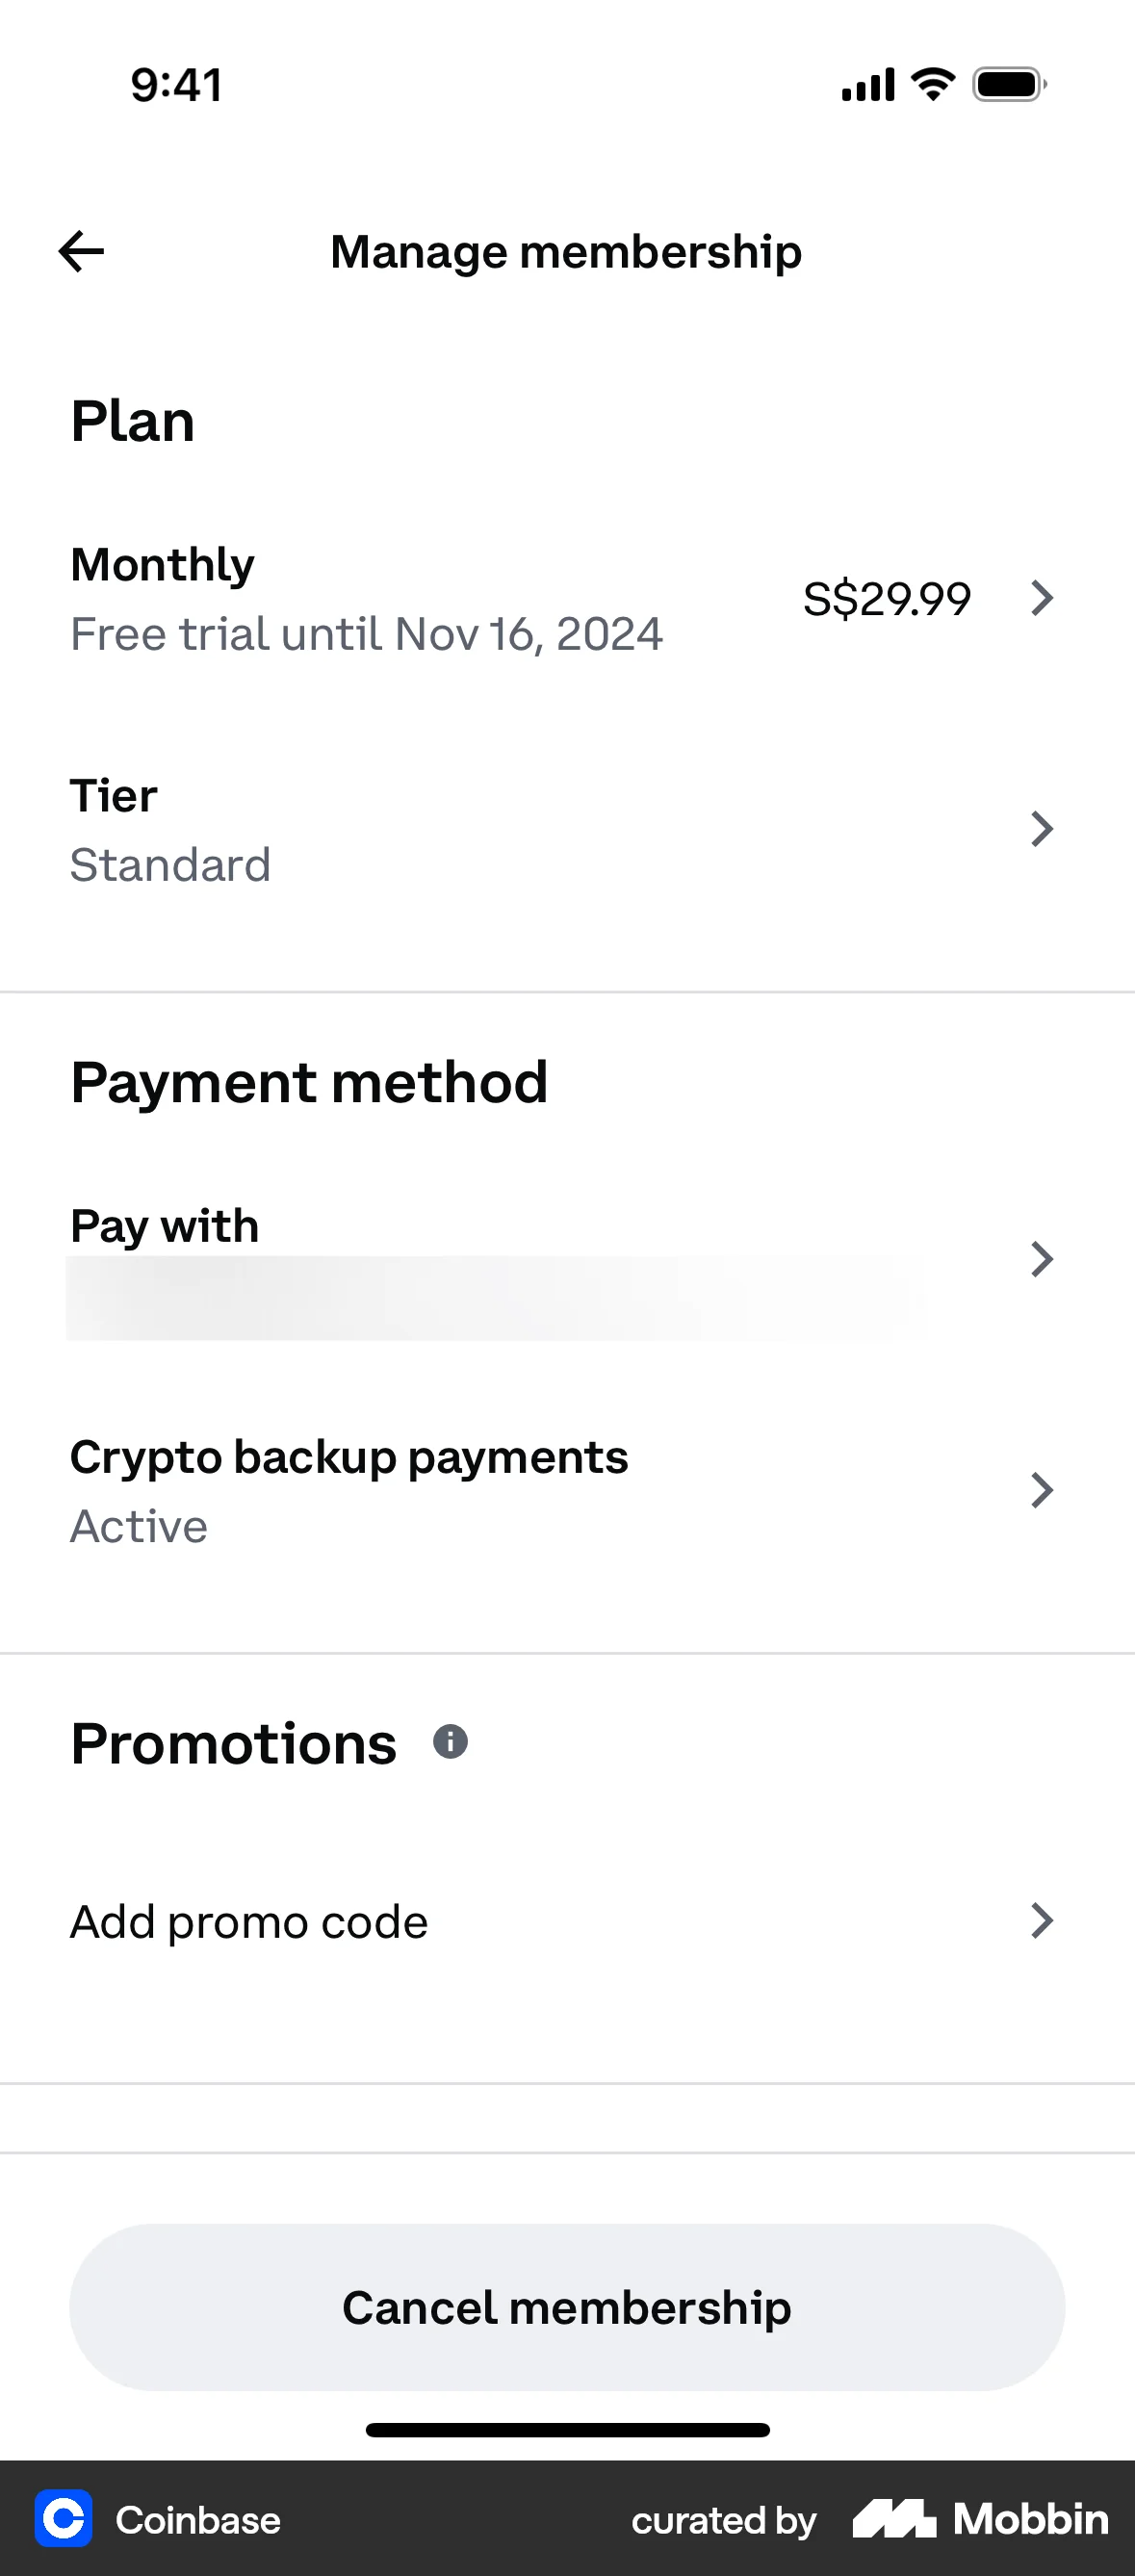 9:41
Manage membership
Plan
Monthly
Free trial until Nov 16, 2024
S$29.99
Tier
Standard
Payment method
Pay with
Crypto backup payments
Active
Promotions
Add promo code
Cancel membership
Coinbase
curated by Mobbin